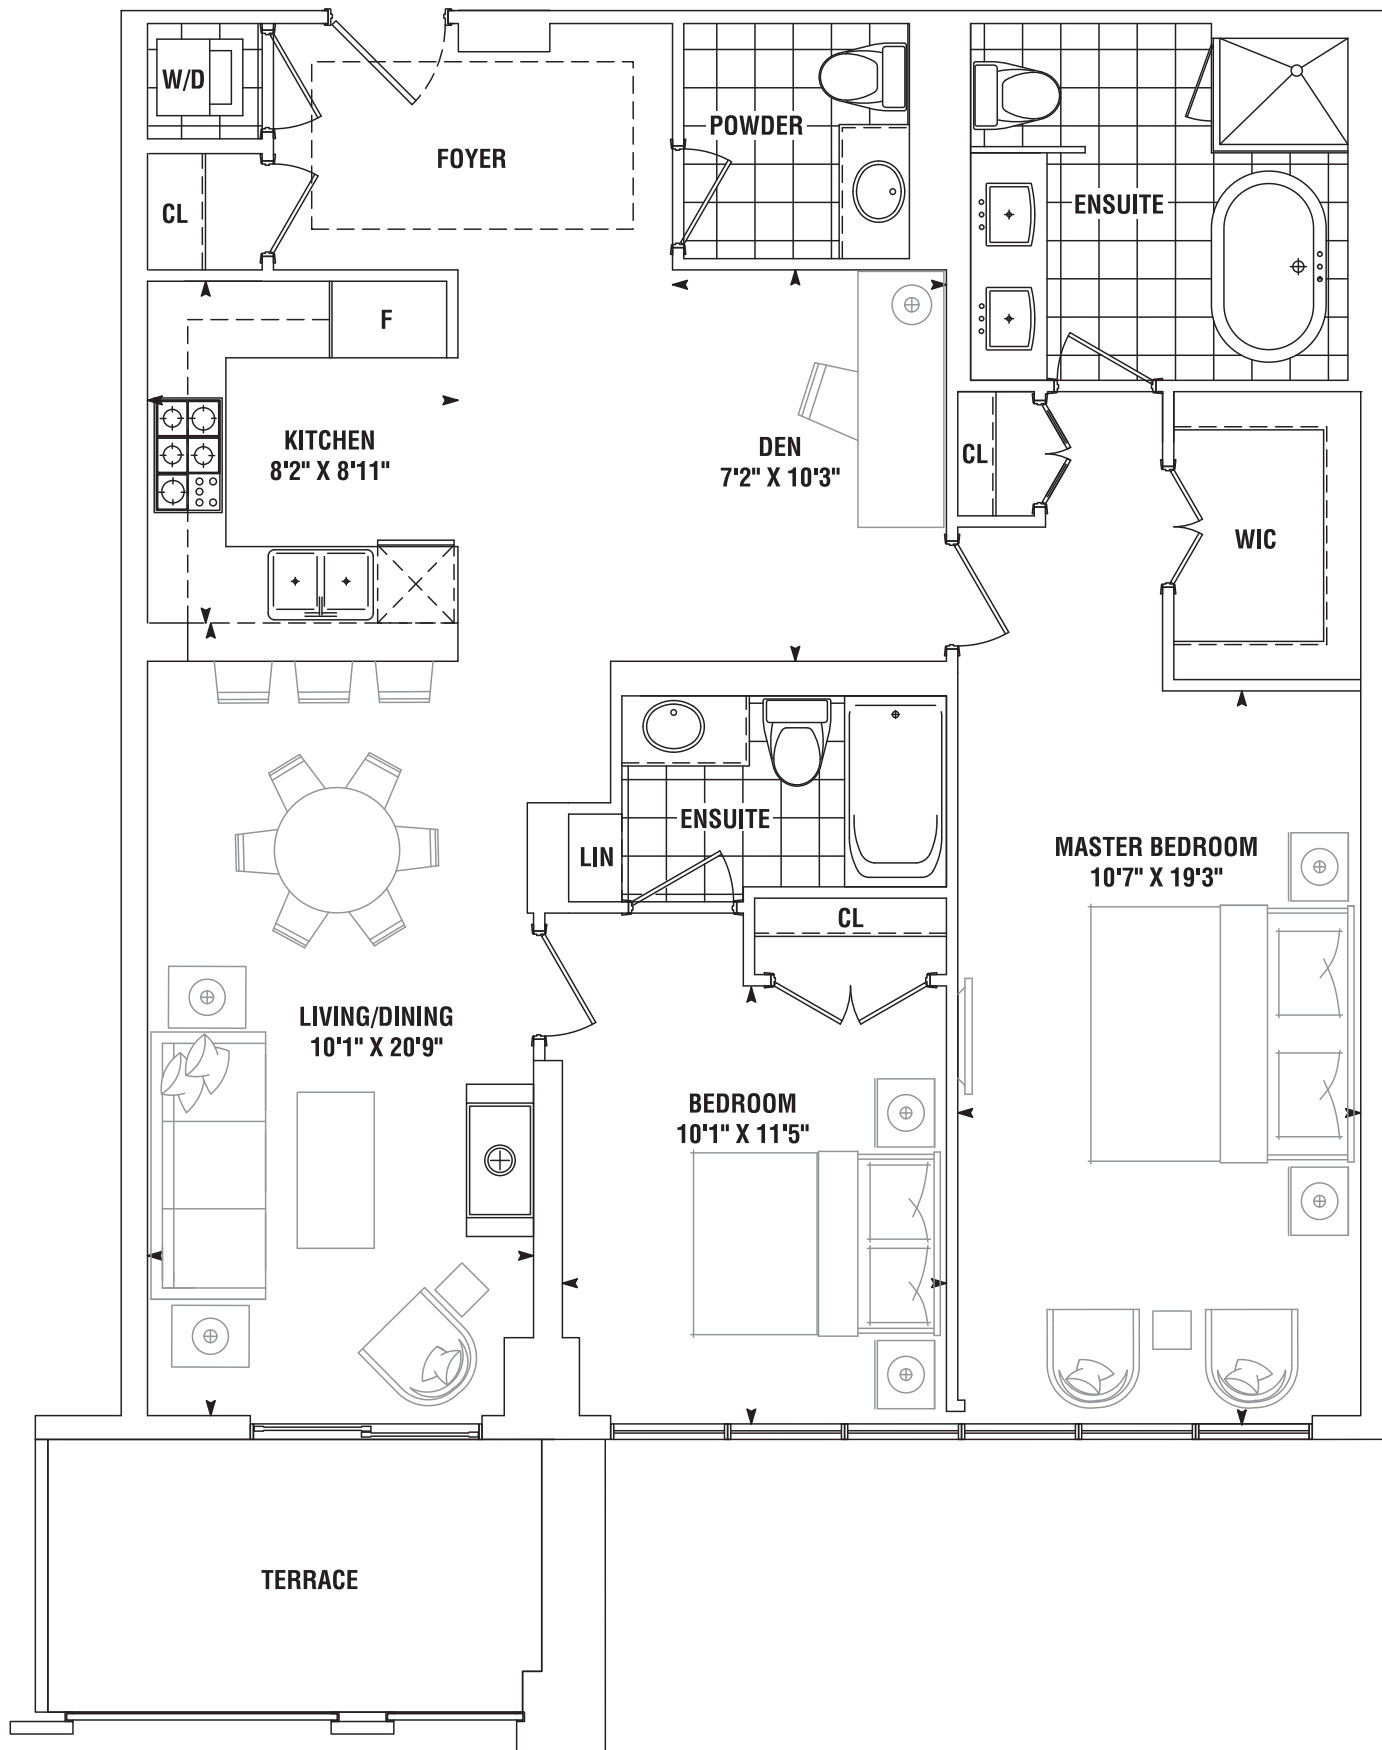 W/D
FOYER
POWDER
ENSUITE
CL
F
KITCHEN
8'2" X 8'11"
DEN
7'2" X 10'3"
CL
WIC
ENSUITE
LIN
CL
MASTER BEDROOM
10'7" X 19'3"
LIVING/DINING
10'1" X 20'9"
BEDROOM
10'1" X 11'5"
TERRACE